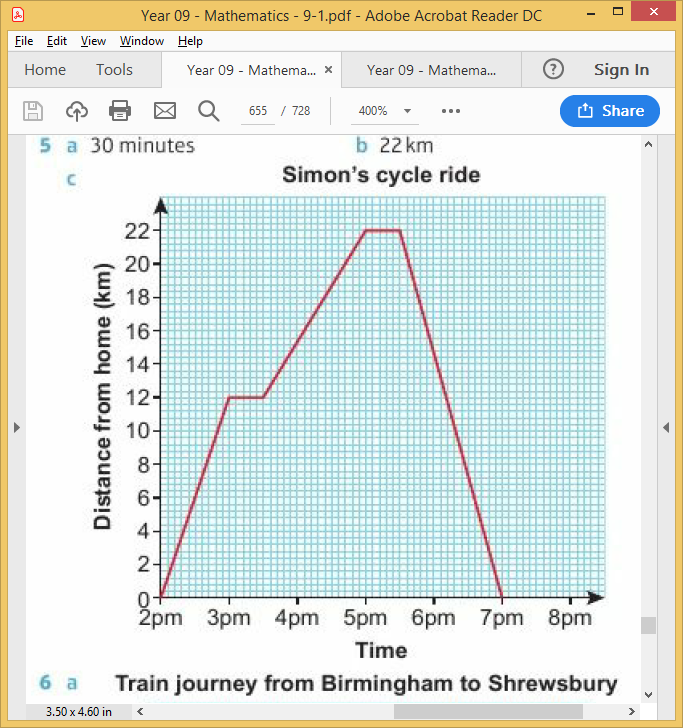 Year 09 - Mathematics - 9-1.pdf - Adobe Acrobat Reader DC
File Edit View Window Help
Home Tools Year 09 - Mathema... × Year 09 - Mathema... ? Sign In
655 / 728 400% Share
5 a 30 minutes b 22 km
c Simon's cycle ride
Distance from home (km)
22
20
18
16
14
12
10
8
6
4
2
0
2pm 3pm 4pm 5pm 6pm 7pm 8pm
Time
6 a Train journey from Birmingham to Shrewsbury
3.50 x 4.60 in